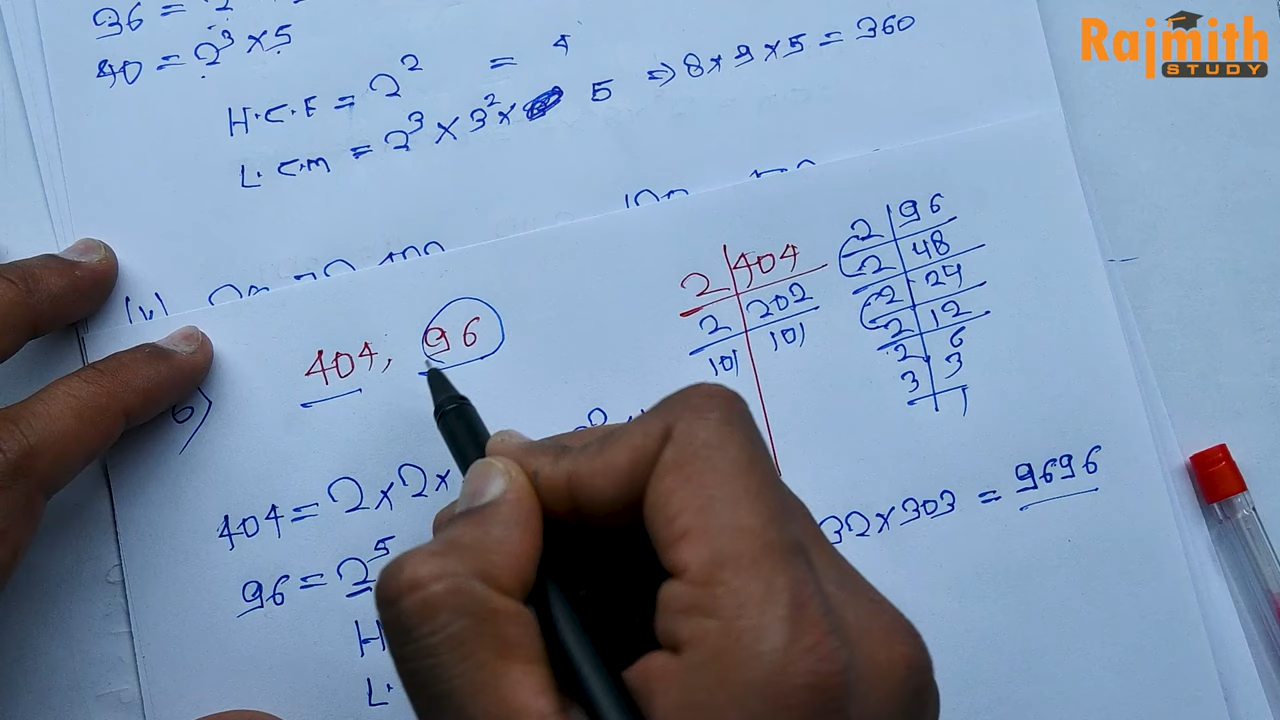 Rajmith
STUDY
36 = 2
40 = 2³ × 5
H.C.F = 2² = 4
L.C.M = 2³ × 3² × 5 ⇒ 8 × 9 × 5 = 360
404, 96
2 | 404
2 | 202
101 | 101
2 | 96
2 | 48
2 | 24
2 | 12
2 | 6
3 | 3
1
404 = 2 × 2 ×
32 × 303 = 9696
96 = 2⁵
H
L.